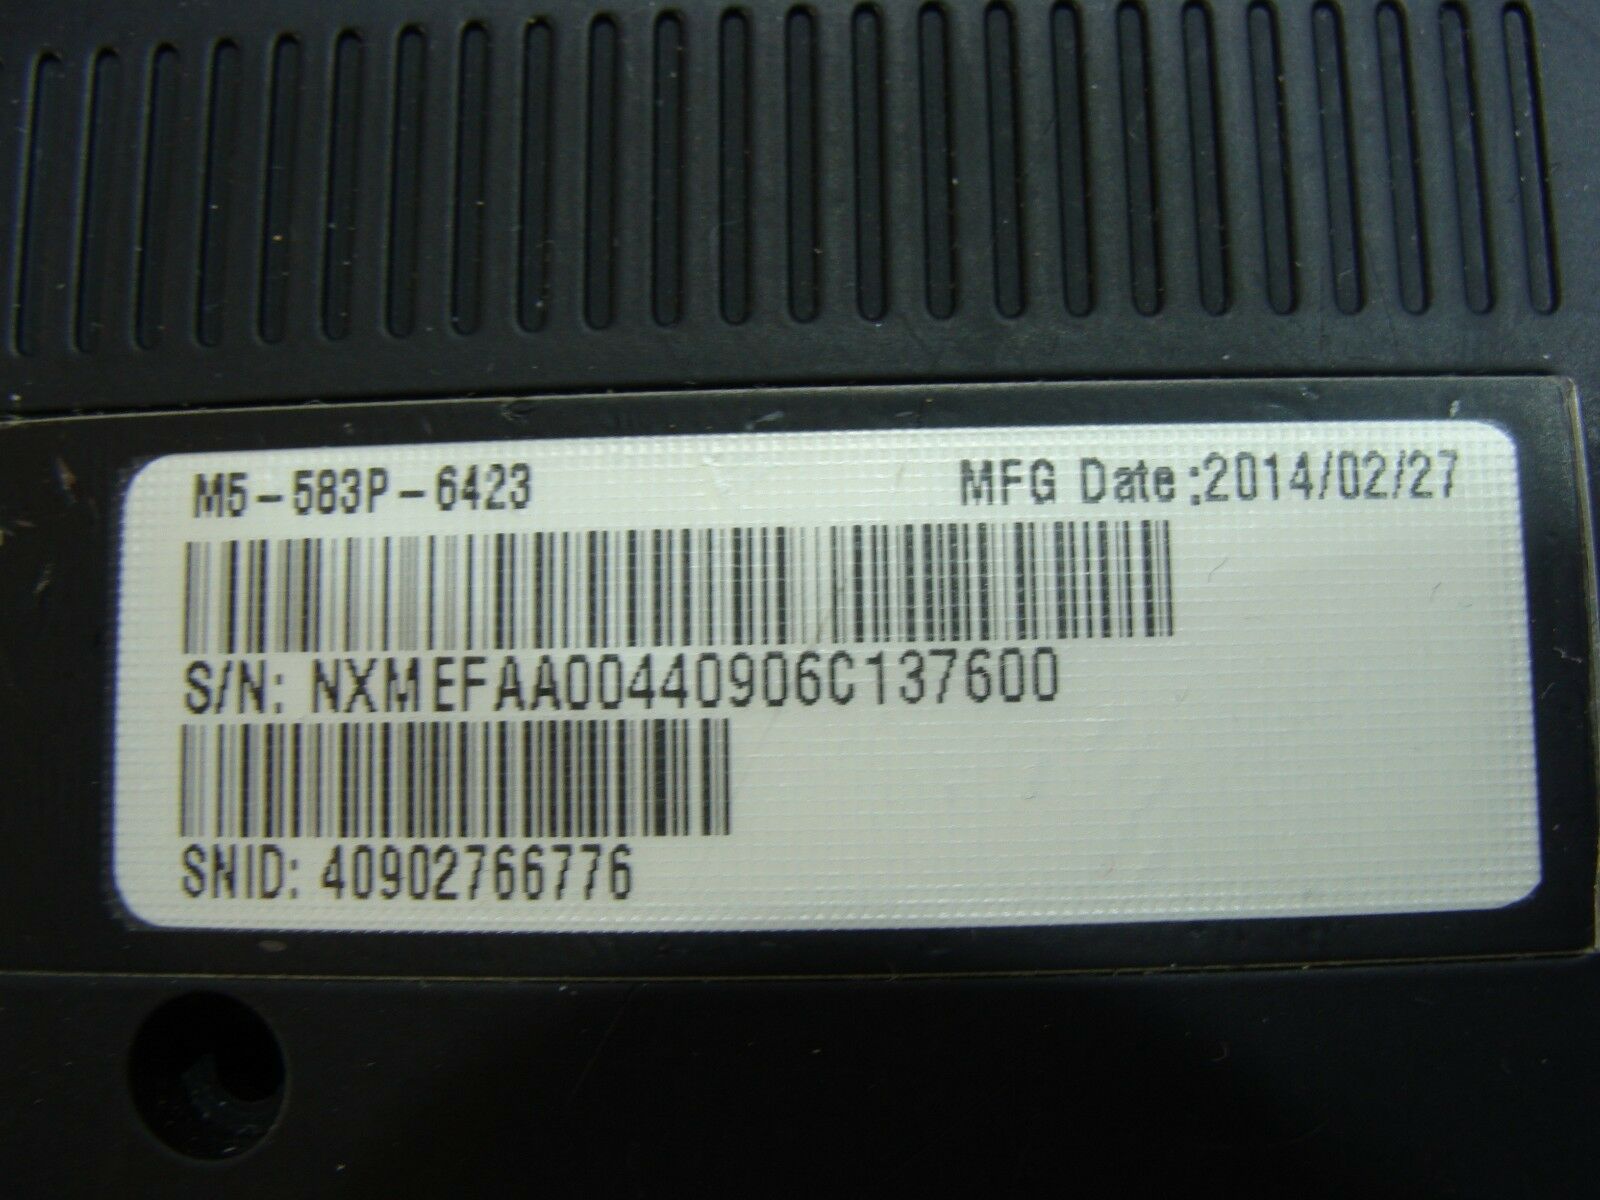 M5-583P-6423 MFG Date:2014/02/27
S/N: NXMEFAA00440906C137600
SNID: 40902766776